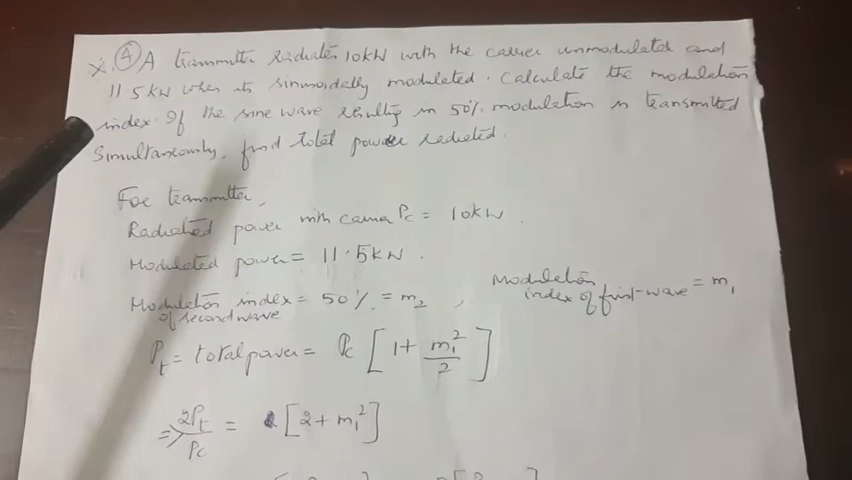 ④ A transmitter radiates 10kW with the carrier unmodulated and
11.5kW when its sinusoidally modulated. Calculate the modulation
index. If the sine wave resulting in 50% modulation is transmitted
simultaneously, find total power radiated.
For transmitter,
Radiated power with carrier Pc = 10kW.
Modulated power = 11.5kW.
Modulation index = 50% = m₂, Modulation index of first-wave = m₁
of second wave
Pt = total power = Pc [1 + m₁²/2]
=> 2Pt/Pc = [2 + m₁²]